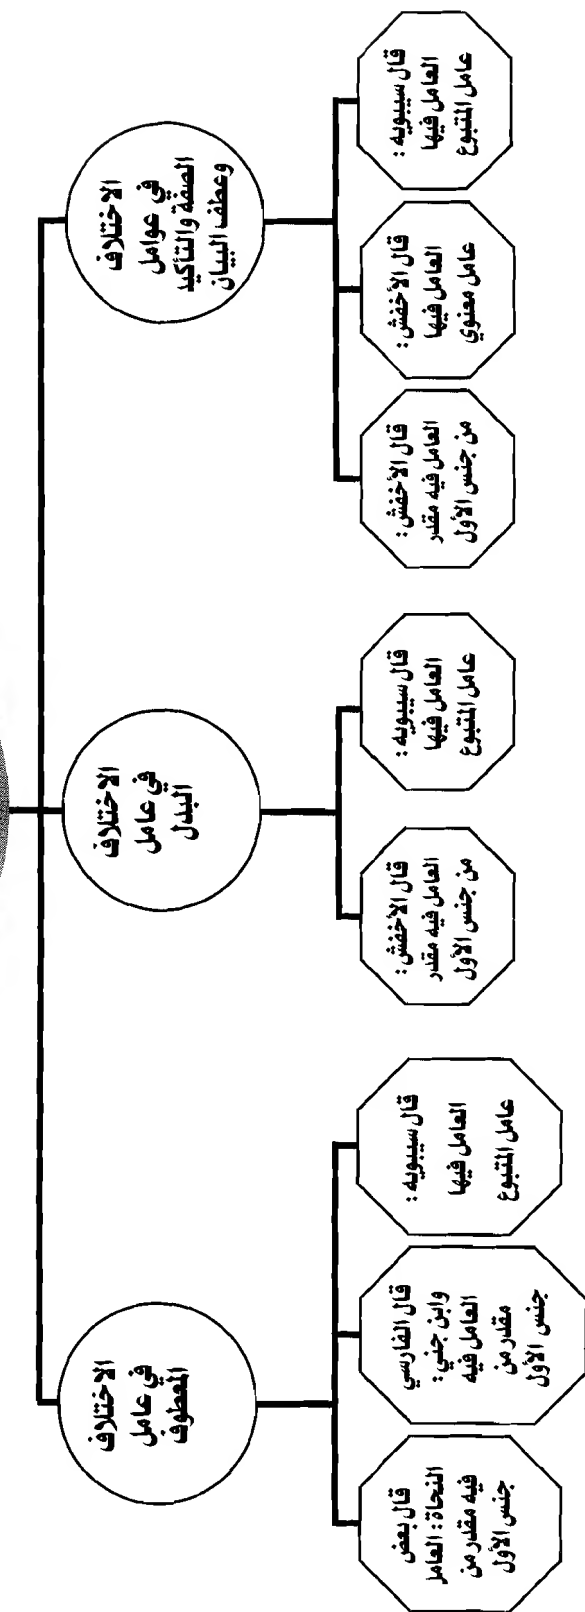 الاختلاف
في عوامل
الصفة والتأكيد
وعطف البيان
قال سيبويه :
العامل فيها
عامل المتبوع
قال الأخفش :
العامل فيها
عامل معنوي
قال الأخفش :
العامل فيه مقدر
من جنس الأول
الاختلاف
في عامل
البدل
قال سيبويه :
العامل فيها
عامل المتبوع
قال الأخفش :
العامل فيه مقدر
من جنس الأول
الاختلاف
في عامل
المعطوف
قال سيبويه :
العامل فيها
عامل المتبوع
قال الفارسي
وابن جني :
العامل فيه
مقدر من
جنس الأول
قال بعض
النحاة : العامل
فيه مقدر من
جنس الأول